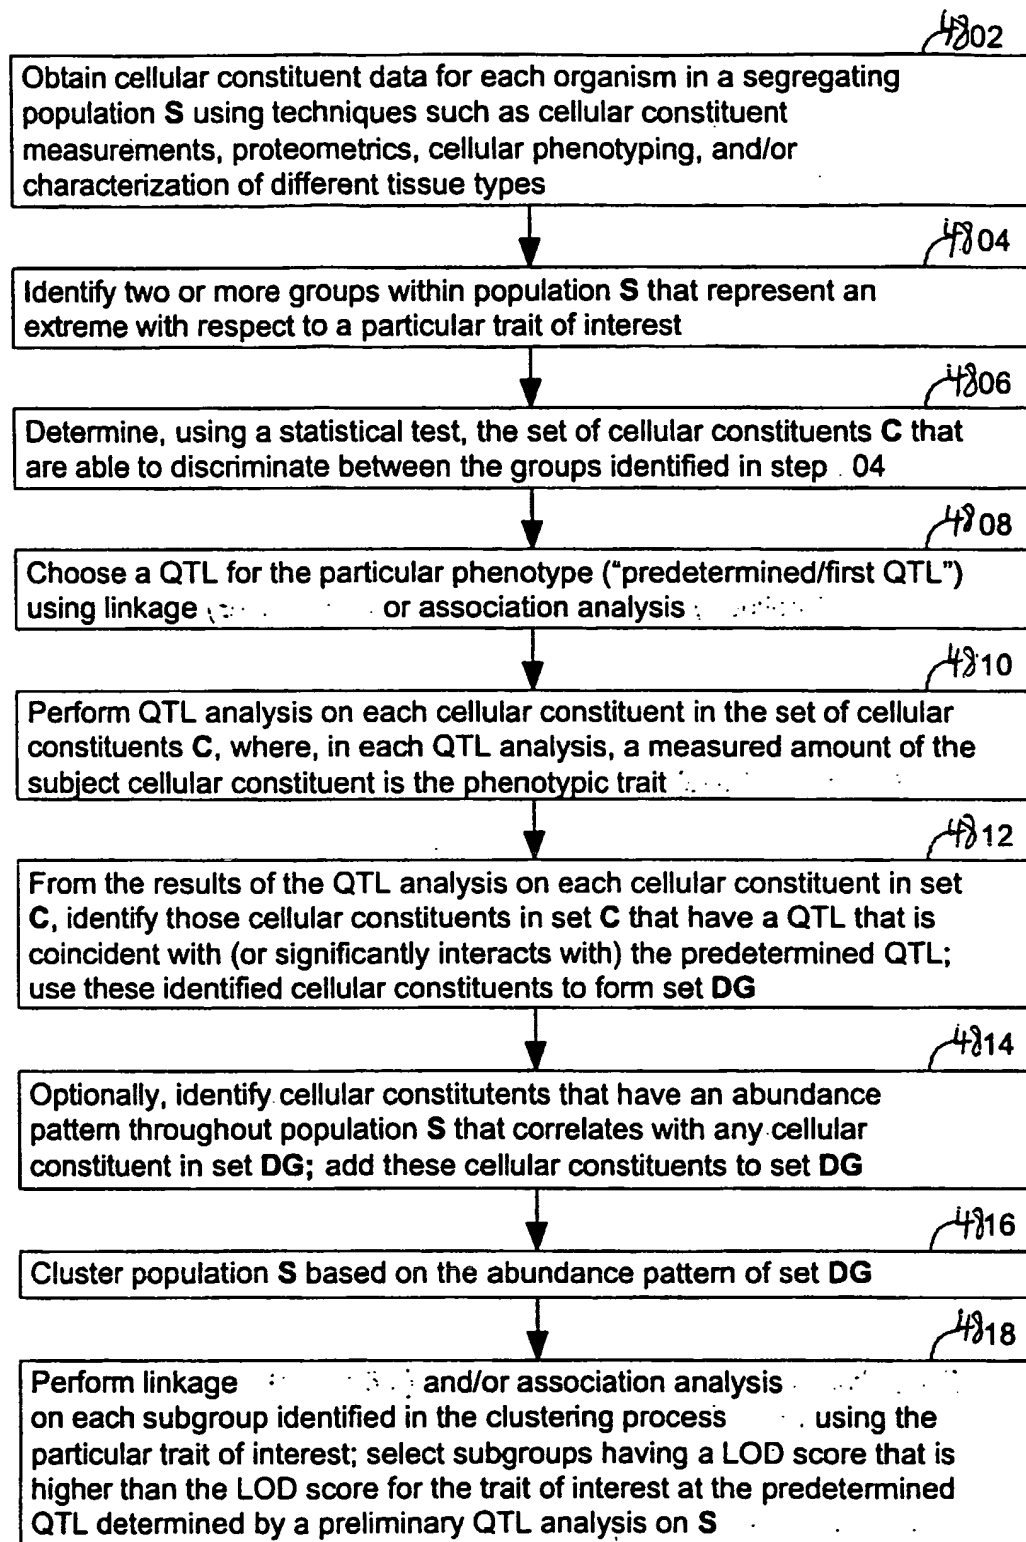 4802
Obtain cellular constituent data for each organism in a segregating
population S using techniques such as cellular constituent
measurements, proteometrics, cellular phenotyping, and/or
characterization of different tissue types
4804
Identify two or more groups within population S that represent an
extreme with respect to a particular trait of interest
4806
Determine, using a statistical test, the set of cellular constituents C that
are able to discriminate between the groups identified in step 04
4808
Choose a QTL for the particular phenotype ("predetermined/first QTL")
using linkage or association analysis
4810
Perform QTL analysis on each cellular constituent in the set of cellular
constituents C, where, in each QTL analysis, a measured amount of the
subject cellular constituent is the phenotypic trait
4812
From the results of the QTL analysis on each cellular constituent in set
C, identify those cellular constituents in set C that have a QTL that is
coincident with (or significantly interacts with) the predetermined QTL;
use these identified cellular constituents to form set DG
4814
Optionally, identify cellular constitutents that have an abundance
pattern throughout population S that correlates with any cellular
constituent in set DG; add these cellular constituents to set DG
4816
Cluster population S based on the abundance pattern of set DG
4818
Perform linkage and/or association analysis
on each subgroup identified in the clustering process . using the
particular trait of interest; select subgroups having a LOD score that is
higher than the LOD score for the trait of interest at the predetermined
QTL determined by a preliminary QTL analysis on S